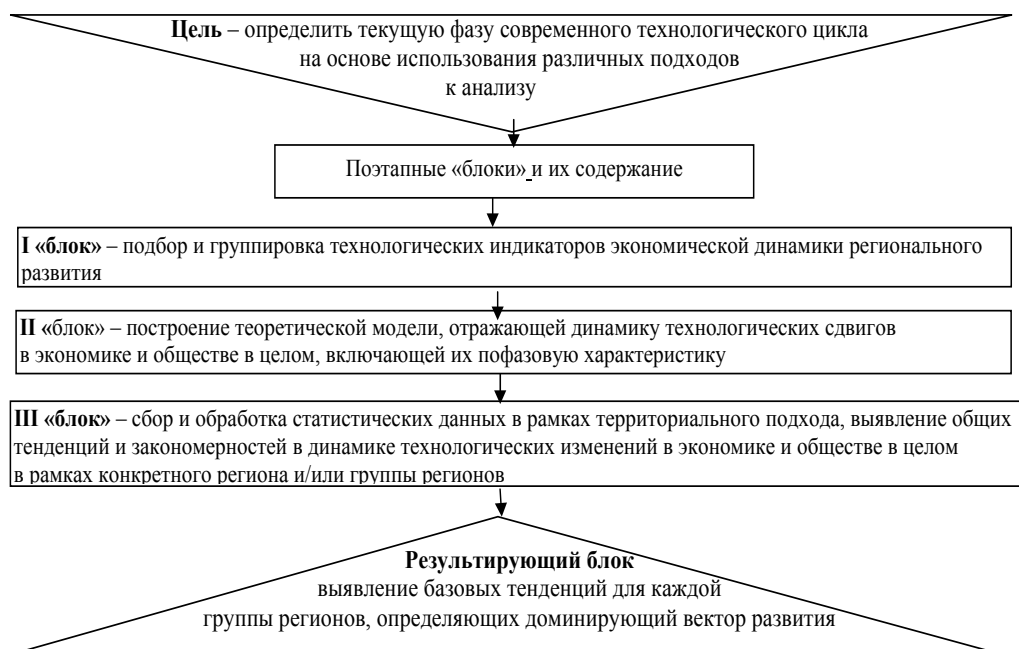 Цель – определить текущую фазу современного технологического цикла
на основе использования различных подходов
к анализу
Поэтапные «блоки» и их содержание
I «блок» – подбор и группировка технологических индикаторов экономической динамики регионального
развития
II «блок» – построение теоретической модели, отражающей динамику технологических сдвигов
в экономике и обществе в целом, включающей их пофазовую характеристику
III «блок» – сбор и обработка статистических данных в рамках территориального подхода, выявление общих
тенденций и закономерностей в динамике технологических изменений в экономике и обществе в целом
в рамках конкретного региона и/или группы регионов
Результирующий блок
выявление базовых тенденций для каждой
группы регионов, определяющих доминирующий вектор развития